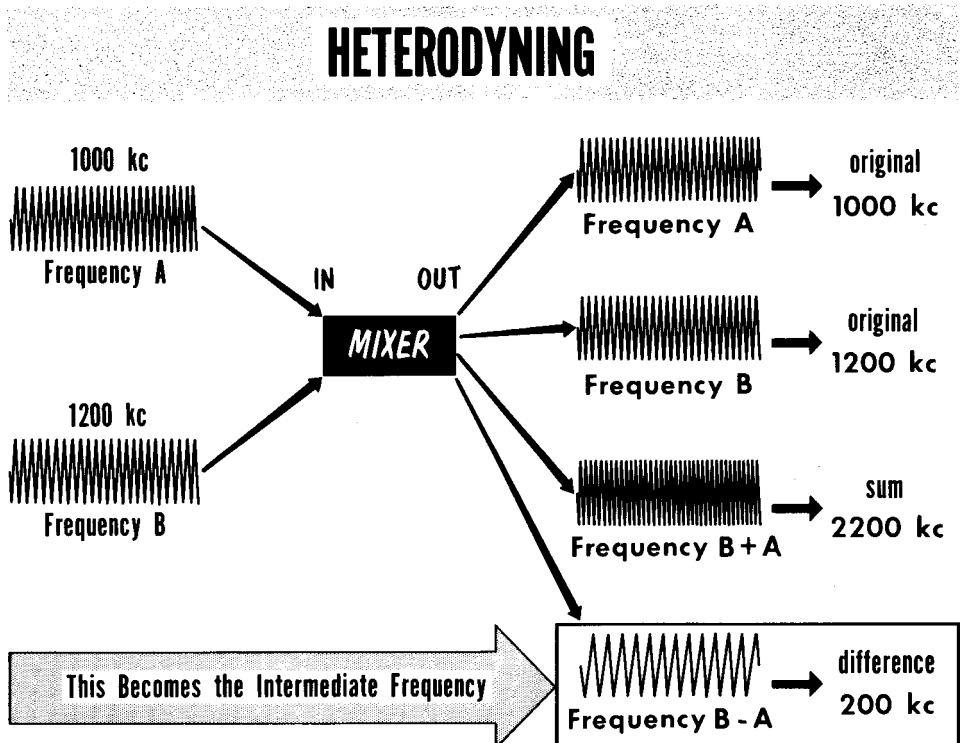 HETERODYNING
1000 kc
Frequency A
1200 kc
Frequency B
IN
OUT
MIXER
Frequency A
original
1000 kc
Frequency B
original
1200 kc
Frequency B + A
sum
2200 kc
This Becomes the Intermediate Frequency
Frequency B - A
difference
200 kc